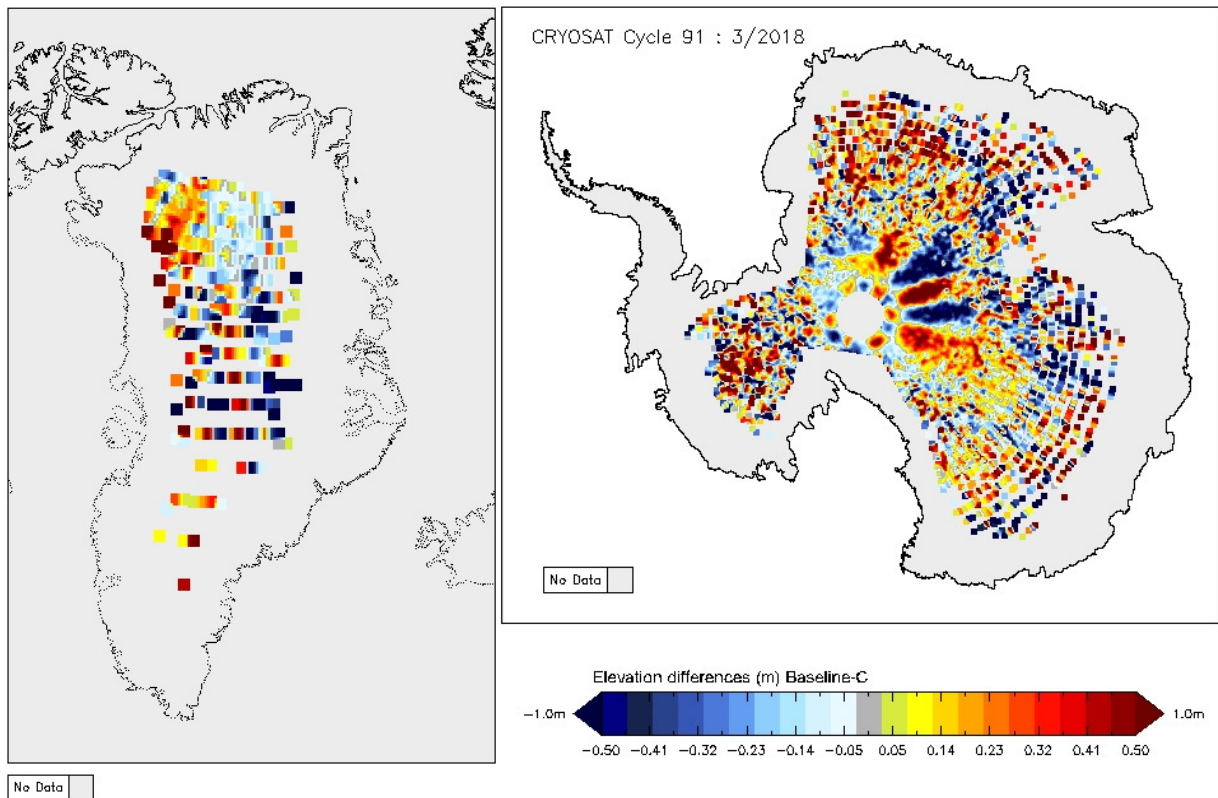 CRYOSAT Cycle 91 : 3/2018
No Data
Elevation differences (m) Baseline-C
-1.0m
1.0m
-0.50 -0.41 -0.32 -0.23 -0.14 -0.05 0.05 0.14 0.23 0.32 0.41 0.50
No Data